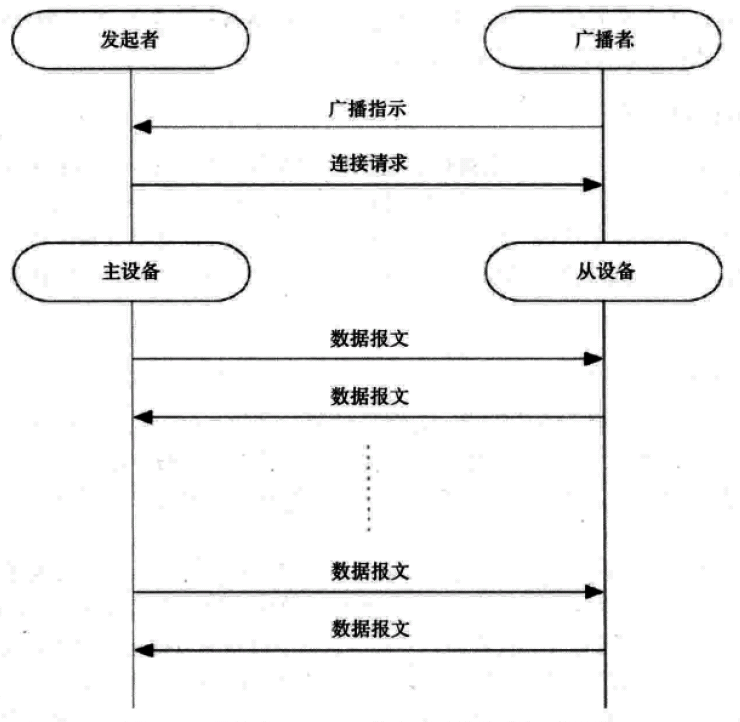 发起者
广播者
广播指示
连接请求
主设备
从设备
数据报文
数据报文
数据报文
数据报文